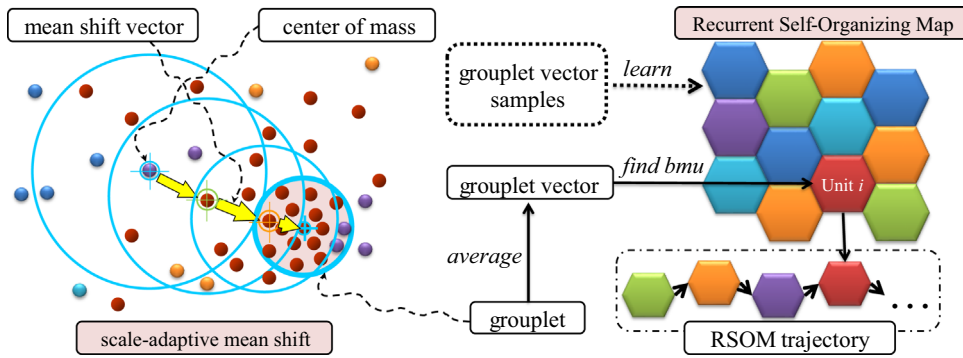 mean shift vector
center of mass
Recurrent Self-Organizing Map
grouplet vector
samples
learn
grouplet vector
find bmu
Unit i
average
grouplet
scale-adaptive mean shift
RSOM trajectory